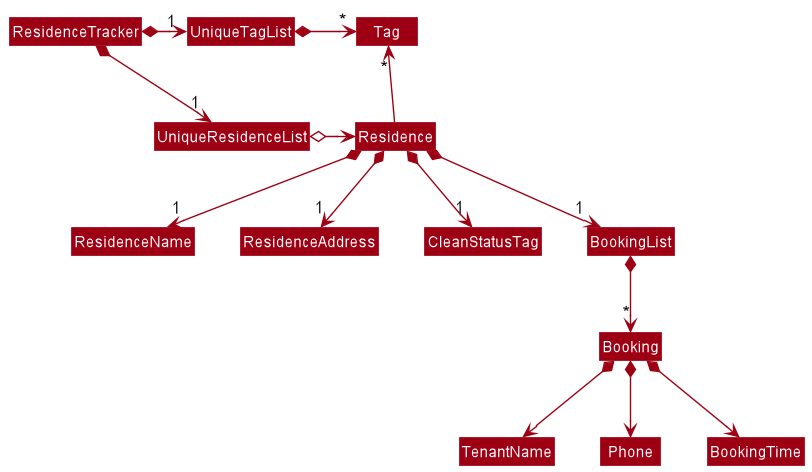 ResidenceTracker
1
UniqueTagList
*
Tag
*
1
UniqueResidenceList
Residence
1
1
1
1
ResidenceName
ResidenceAddress
CleanStatusTag
BookingList
*
Booking
TenantName
Phone
BookingTime